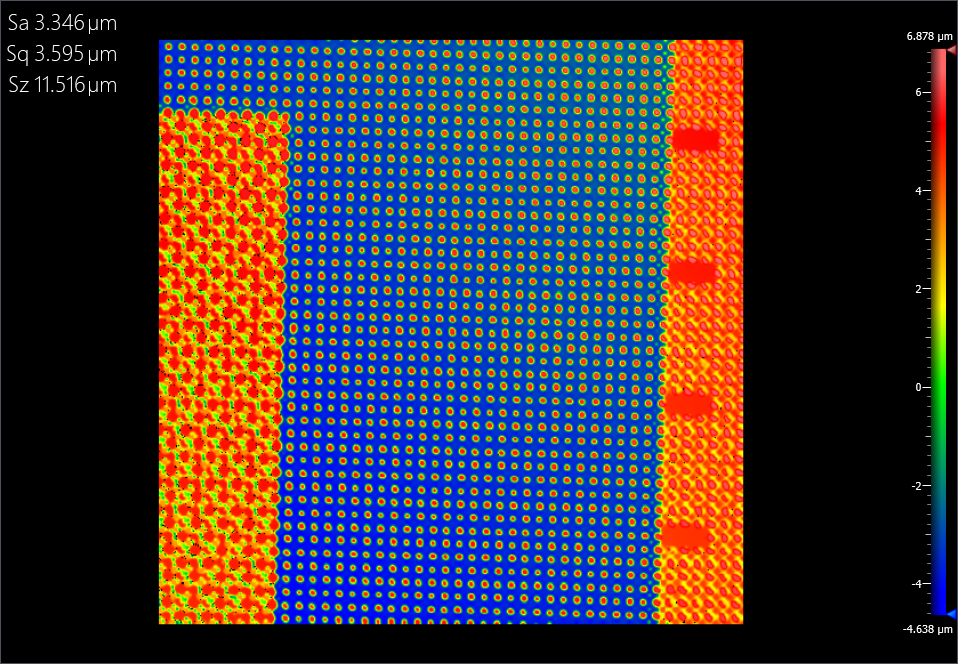 Sa 3.346 µm
Sq 3.595 µm
Sz 11.516 µm
6.878 µm
6
4
2
0
-2
-4
-4.638 µm